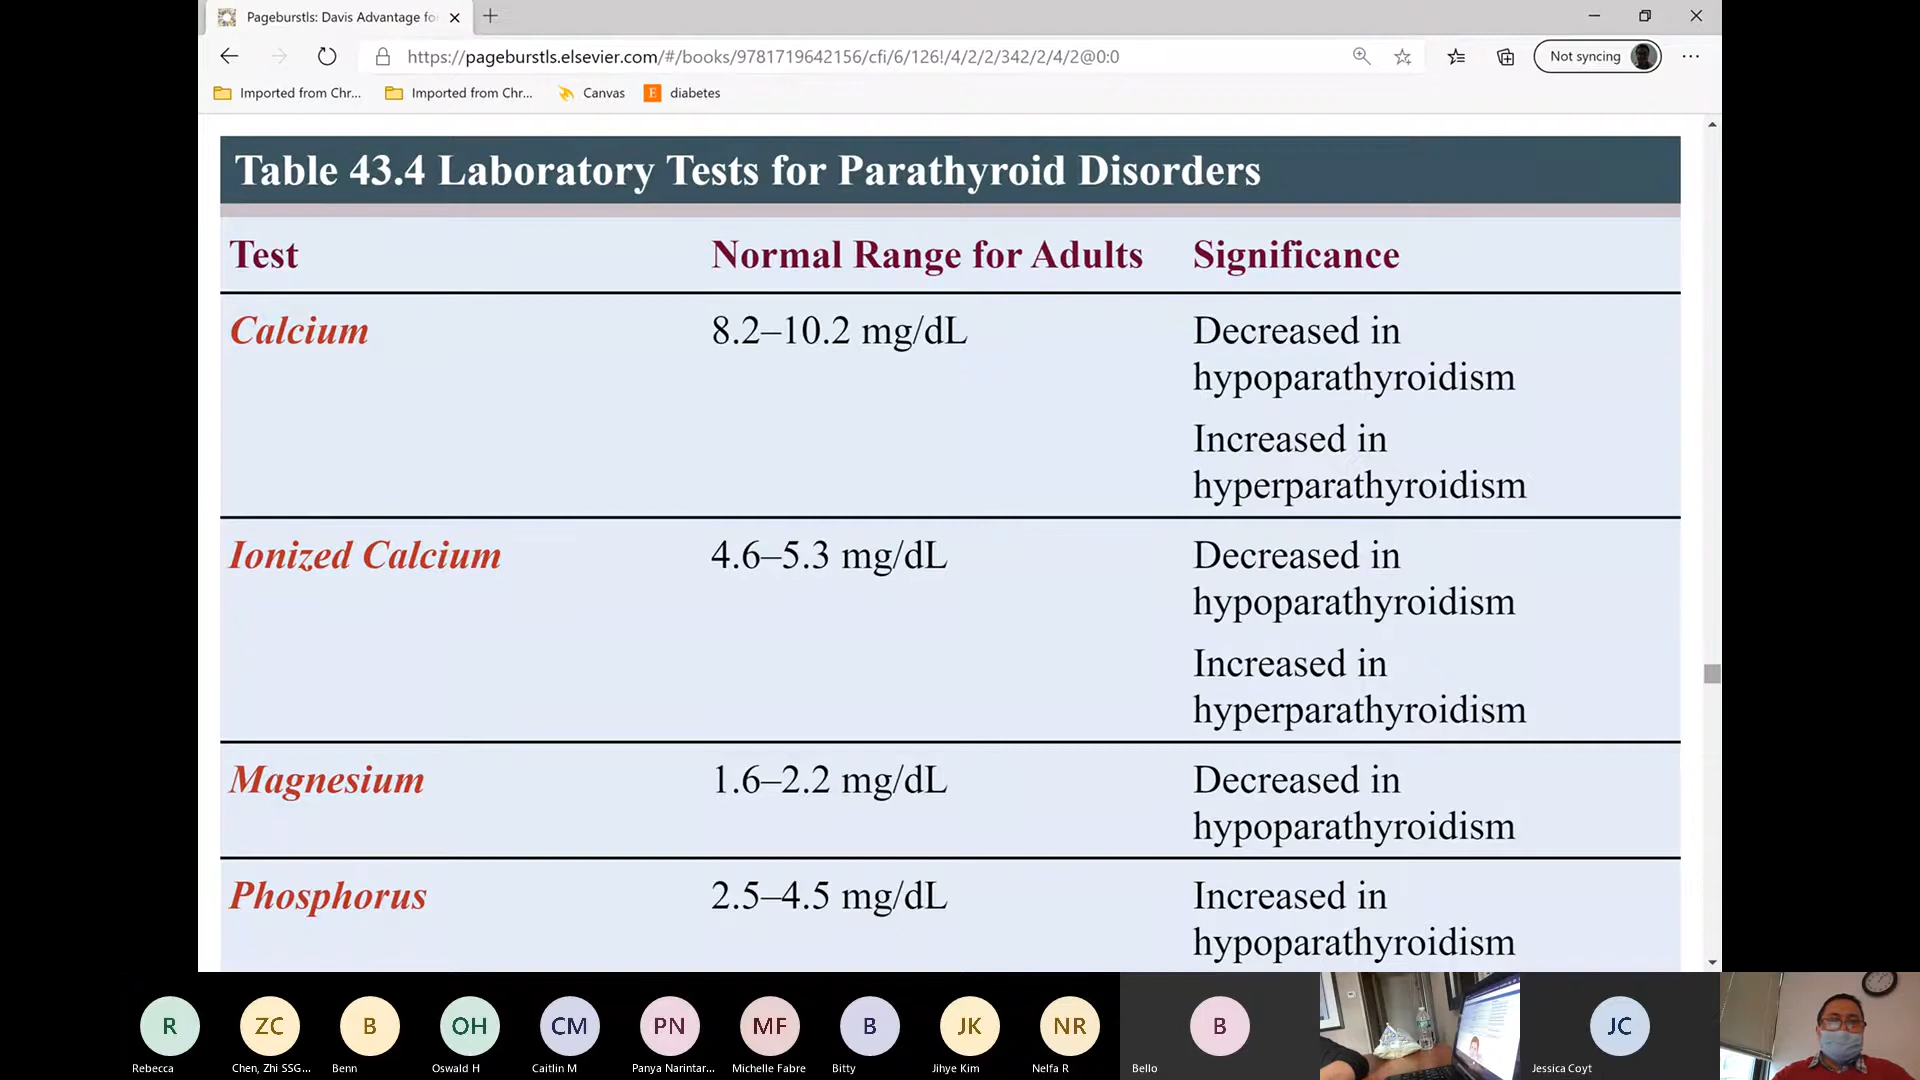 Pageburstls: Davis Advantage fo
https://pageburstls.elsevier.com/#/books/9781719642156/cfi/6/126!/4/2/2/342/2/4/2@0:0
Not syncing
Imported from Chr... Imported from Chr... Canvas E diabetes
Table 43.4 Laboratory Tests for Parathyroid Disorders
Test Normal Range for Adults Significance
Calcium 8.2–10.2 mg/dL Decreased in
hypoparathyroidism
Increased in
hyperparathyroidism
Ionized Calcium 4.6–5.3 mg/dL Decreased in
hypoparathyroidism
Increased in
hyperparathyroidism
Magnesium 1.6–2.2 mg/dL Decreased in
hypoparathyroidism
Phosphorus 2.5–4.5 mg/dL Increased in
hypoparathyroidism
R ZC B OH CM PN MF B JK NR B JC
Rebecca Chen, Zhi SSG... Benn Oswald H Caitlin M Panya Narintar... Michelle Fabre Bitty Jihye Kim Nelfa R Bello Jessica Coyt